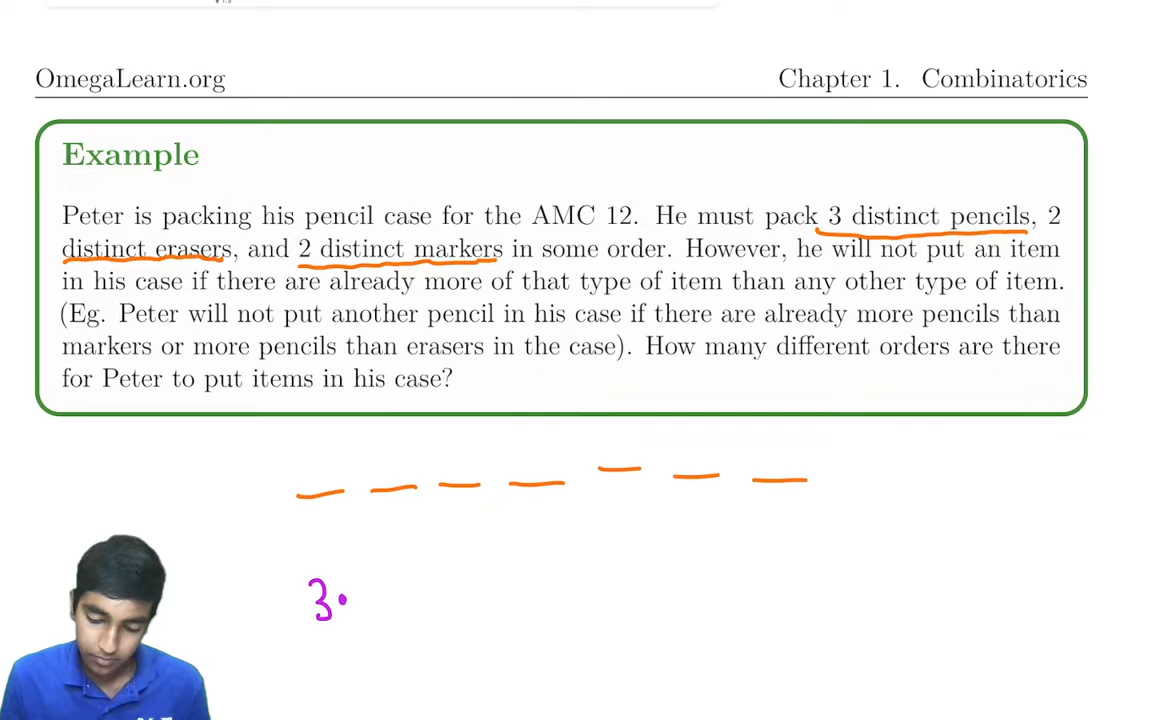 OmegaLearn.org Chapter 1. Combinatorics
Example
Peter is packing his pencil case for the AMC 12. He must pack 3 distinct pencils, 2
distinct erasers, and 2 distinct markers in some order. However, he will not put an item
in his case if there are already more of that type of item than any other type of item.
(Eg. Peter will not put another pencil in his case if there are already more pencils than
markers or more pencils than erasers in the case). How many different orders are there
for Peter to put items in his case?
3·